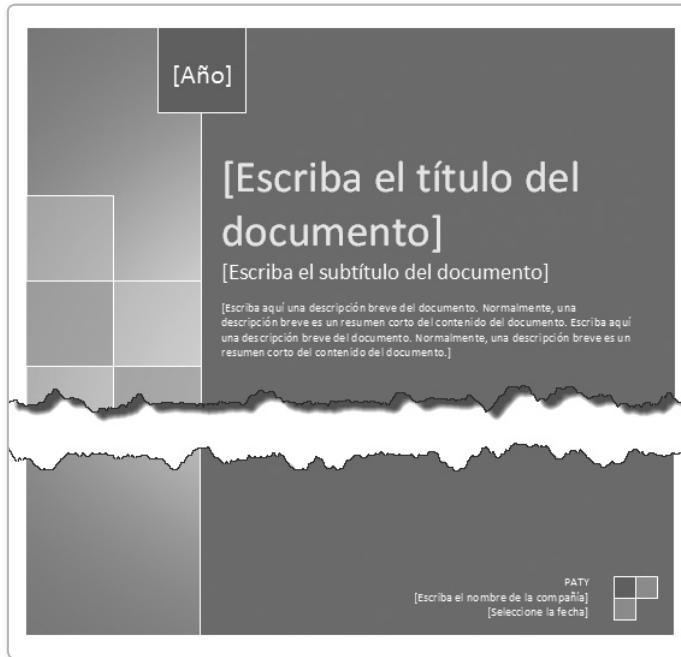 [Año]
[Escriba el título del
documento]
[Escriba el subtítulo del documento]
[Escriba aquí una descripción breve del documento. Normalmente, una
descripción breve es un resumen corto del contenido del documento. Escriba aquí
una descripción breve del documento. Normalmente, una descripción breve es un
resumen corto del contenido del documento.]
PATY
[Escriba el nombre de la compañía]
[Seleccione la fecha]